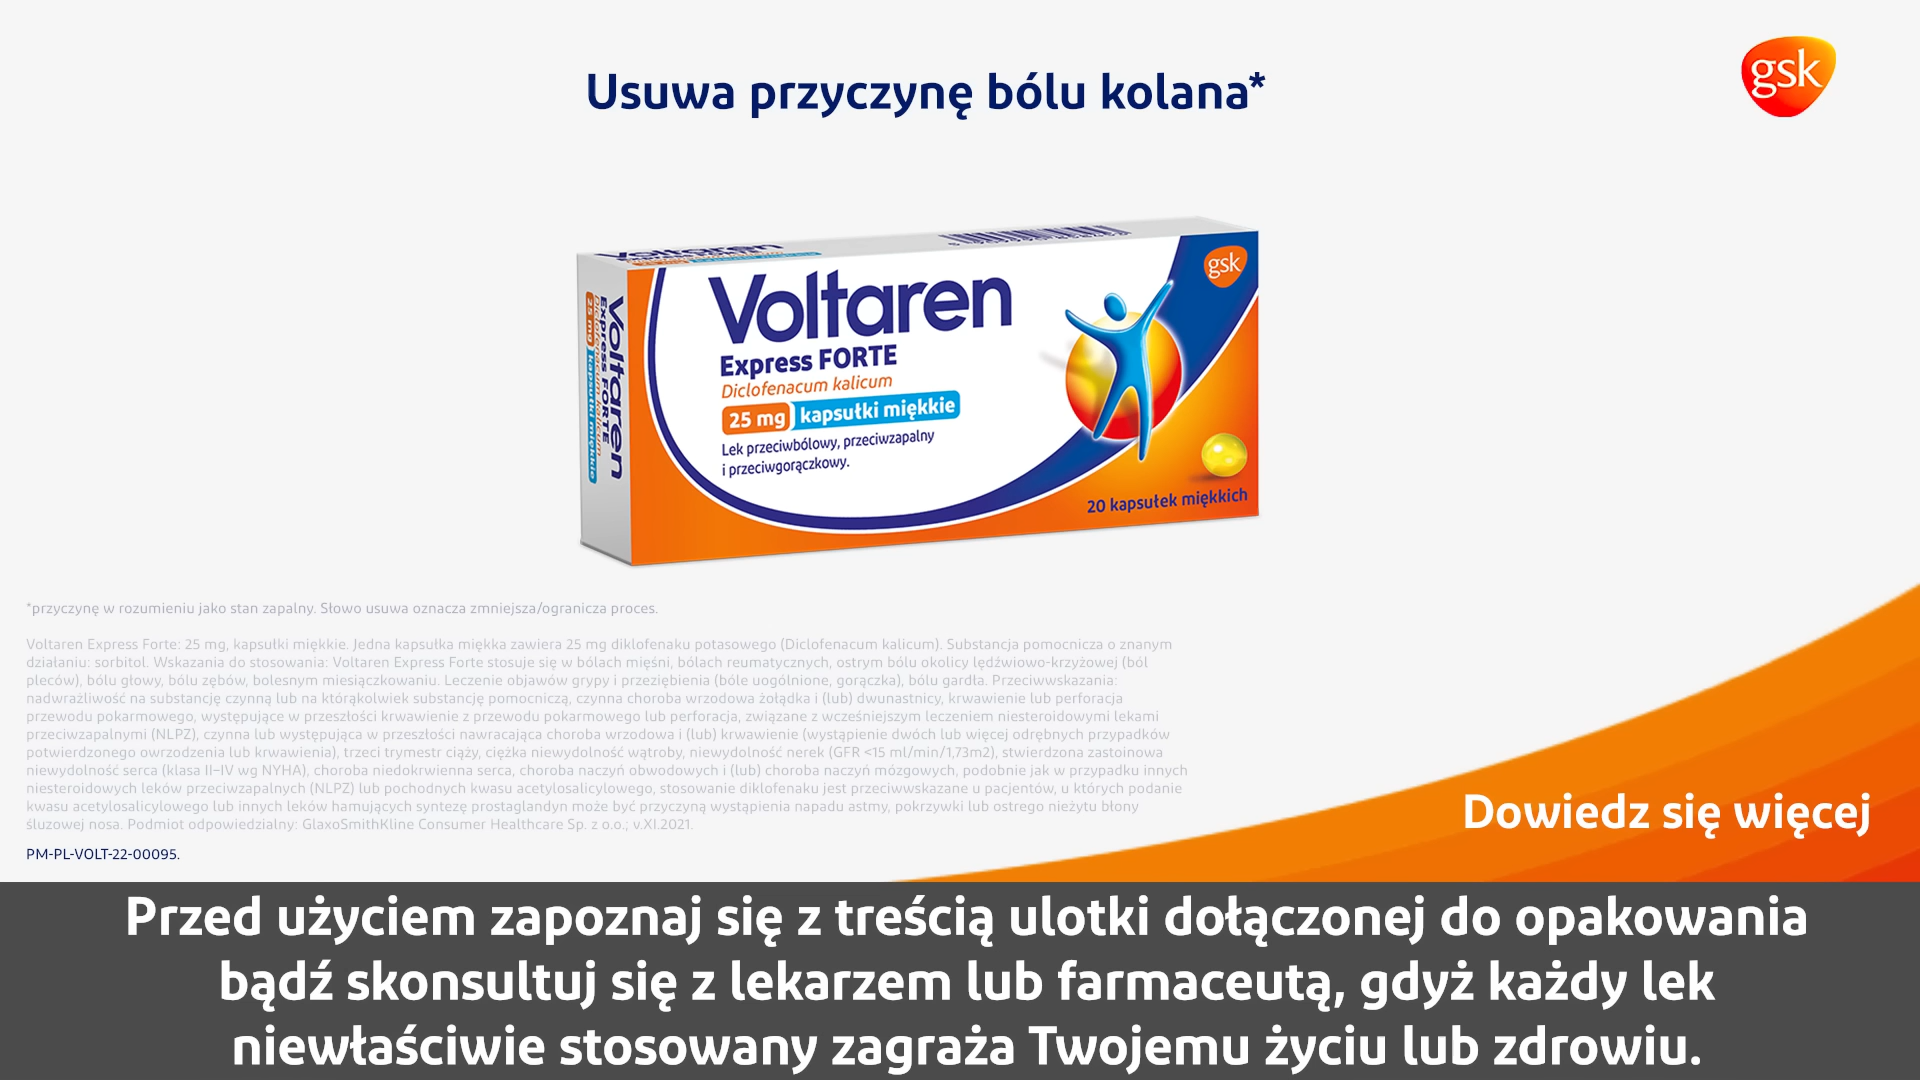 Usuwa przyczynę bólu kolana*
gsk
Voltaren
Express FORTE
Diclofenacum kalicum
25 mg kapsułki miękkie
Lek przeciwbólowy, przeciwzapalny
i przeciwgorączkowy.
gsk
20 kapsułek miękkich
Voltaren
Express FORTE
Diclofenacum kalicum
25 mg kapsułki miękkie
*przyczynę w rozumieniu jako stan zapalny. Słowo usuwa oznacza zmniejsza/ogranicza proces.
Voltaren Express Forte: 25 mg, kapsułki miękkie. Jedna kapsułka miękka zawiera 25 mg diklofenaku potasowego (Diclofenacum kalicum). Substancja pomocnicza o znanym
działaniu: sorbitol. Wskazania do stosowania: Voltaren Express Forte stosuje się w bólach mięśni, bólach reumatycznych, ostrym bólu okolicy lędźwiowo-krzyżowej (ból
pleców), bólu głowy, bólu zębów, bolesnym miesiączkowaniu. Leczenie objawów grypy i przeziębienia (bóle uogólnione, gorączka), bólu gardła. Przeciwwskazania:
nadwrażliwość na substancję czynną lub na którąkolwiek substancję pomocniczą, czynna choroba wrzodowa żołądka i (lub) dwunastnicy, krwawienie lub perforacja
przewodu pokarmowego, występujące w przeszłości krwawienie z przewodu pokarmowego lub perforacja, związane z wcześniejszym leczeniem niesteroidowymi lekami
przeciwzapalnymi (NLPZ), czynna lub występująca w przeszłości nawracająca choroba wrzodowa i (lub) krwawienie (wystąpienie dwóch lub więcej odrębnych przypadków
potwierdzonego owrzodzenia lub krwawienia), trzeci trymestr ciąży, ciężka niewydolność wątroby, niewydolność nerek (GFR <15 ml/min/1,73m2), stwierdzona zastoinowa
niewydolność serca (klasa II–IV wg NYHA), choroba niedokrwienna serca, choroba naczyń obwodowych i (lub) choroba naczyń mózgowych, podobnie jak w przypadku innych
niesteroidowych leków przeciwzapalnych (NLPZ) lub pochodnych kwasu acetylosalicylowego, stosowanie diklofenaku jest przeciwwskazane u pacjentów, u których podanie
kwasu acetylosalicylowego lub innych leków hamujących syntezę prostaglandyn może być przyczyną wystąpienia napadu astmy, pokrzywki lub ostrego nieżytu błony
śluzowej nosa. Podmiot odpowiedzialny: GlaxoSmithKline Consumer Healthcare Sp. z o.o.; v.XI.2021.
PM-PL-VOLT-22-00095.
Dowiedz się więcej
Przed użyciem zapoznaj się z treścią ulotki dołączonej do opakowania
bądź skonsultuj się z lekarzem lub farmaceutą, gdyż każdy lek
niewłaściwie stosowany zagraża Twojemu życiu lub zdrowiu.